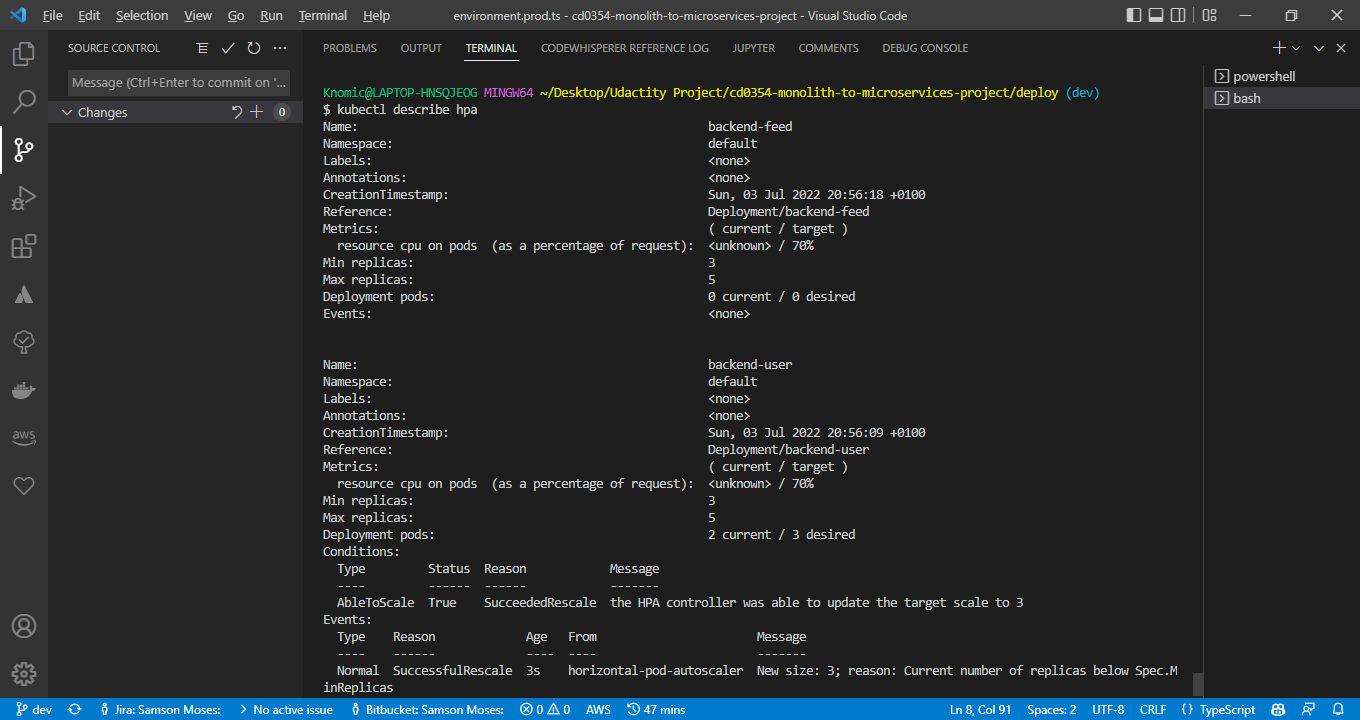 File Edit Selection View Go Run Terminal Help
environment.prod.ts - cd0354-monolith-to-microservices-project - Visual Studio Code
SOURCE CONTROL
Message (Ctrl+Enter to commit on '...
Changes 0
aws
PROBLEMS OUTPUT TERMINAL CODEWHISPERER REFERENCE LOG JUPYTER COMMENTS DEBUG CONSOLE
powershell
bash
Knomic@LAPTOP-HNSQJEOG MINGW64 ~/Desktop/Udactity Project/cd0354-monolith-to-microservices-project/deploy (dev)
$ kubectl describe hpa
Name: backend-feed
Namespace: default
Labels: <none>
Annotations: <none>
CreationTimestamp: Sun, 03 Jul 2022 20:56:18 +0100
Reference: Deployment/backend-feed
Metrics: ( current / target )
resource cpu on pods (as a percentage of request): <unknown> / 70%
Min replicas: 3
Max replicas: 5
Deployment pods: 0 current / 0 desired
Events: <none>
Name: backend-user
Namespace: default
Labels: <none>
Annotations: <none>
CreationTimestamp: Sun, 03 Jul 2022 20:56:09 +0100
Reference: Deployment/backend-user
Metrics: ( current / target )
resource cpu on pods (as a percentage of request): <unknown> / 70%
Min replicas: 3
Max replicas: 5
Deployment pods: 2 current / 3 desired
Conditions:
Type Status Reason Message
---- ------ ------ -------
AbleToScale True SucceededRescale the HPA controller was able to update the target scale to 3
Events:
Type Reason Age From Message
---- ------ ---- ---- -------
Normal SuccessfulRescale 3s horizontal-pod-autoscaler New size: 3; reason: Current number of replicas below Spec.M
inReplicas
dev Jira: Samson Moses: No active issue Bitbucket: Samson Moses: 0 0 AWS 47 mins Ln 8, Col 91 Spaces: 2 UTF-8 CRLF { } TypeScript